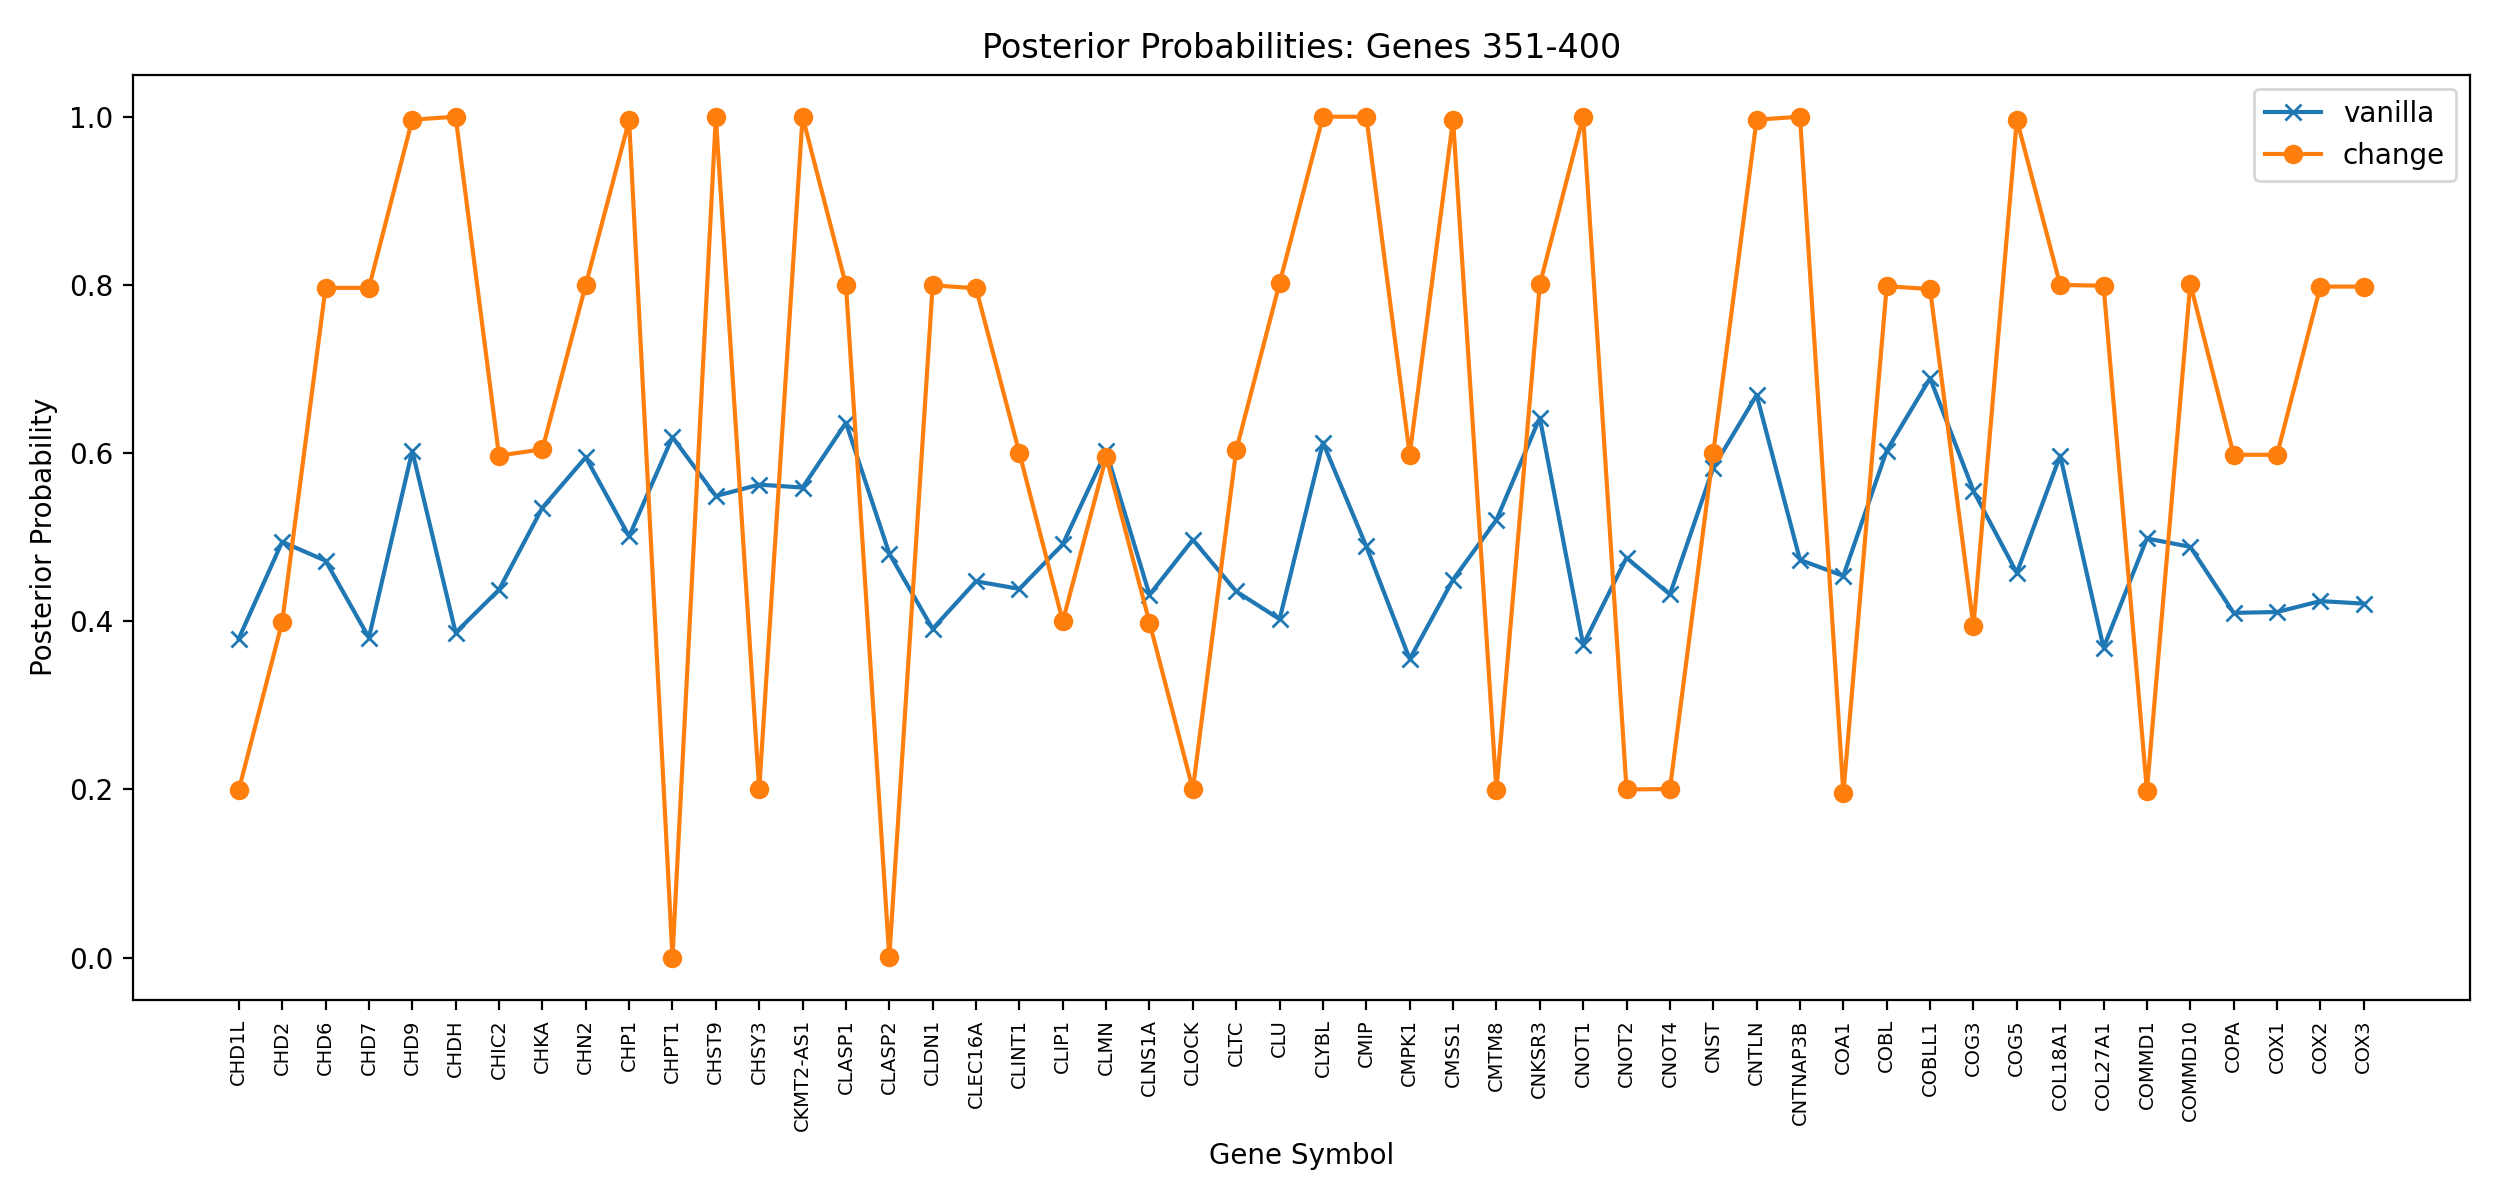 Posterior Probabilities: Genes 351-400
vanilla
change
Posterior Probability
1.0
0.8
0.6
0.4
0.2
0.0
CHD1L
CHD2
CHD6
CHD7
CHD9
CHDH
CHIC2
CHKA
CHN2
CHP1
CHPT1
CHST9
CHSY3
CKMT2-AS1
CLASP1
CLASP2
CLDN1
CLEC16A
CLINT1
CLIP1
CLMN
CLNS1A
CLOCK
CLTC
CLU
CLYBL
CMIP
CMPK1
CMSS1
CMTM8
CNKSR3
CNOT1
CNOT2
CNOT4
CNST
CNTLN
CNTNAP3B
COA1
COBL
COBLL1
COG3
COG5
COL18A1
COL27A1
COMMD1
COMMD10
COPA
COX1
COX2
COX3
Gene Symbol